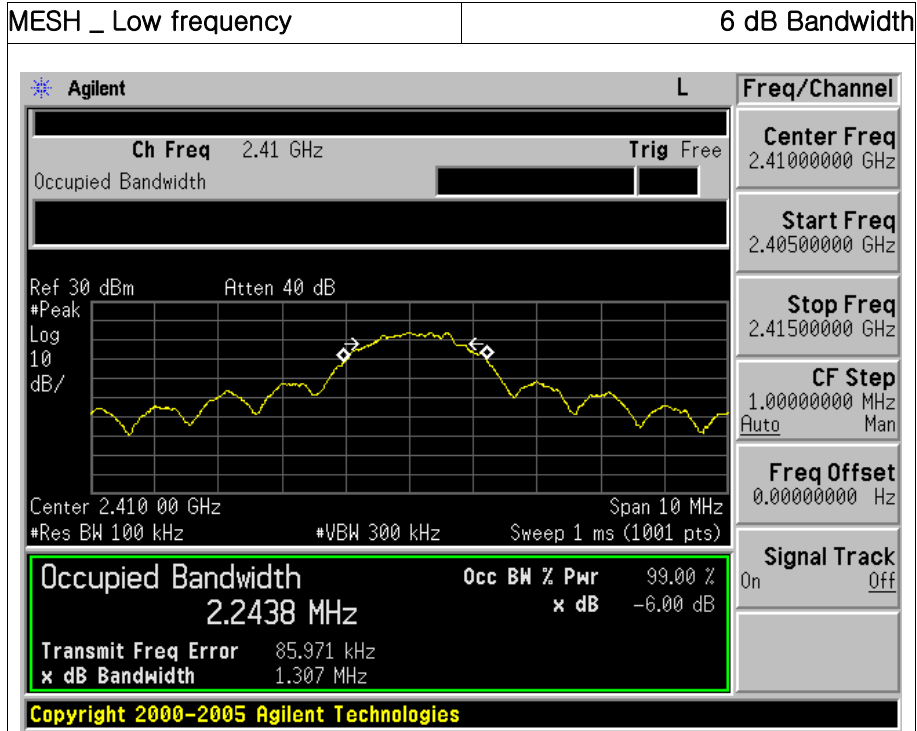 MESH _ Low frequency
6 dB Bandwidth
Agilent
L
Freq/Channel
Ch Freq 2.41 GHz
Trig Free
Occupied Bandwidth
Center Freq
2.41000000 GHz
Start Freq
2.40500000 GHz
Stop Freq
2.41500000 GHz
CF Step
1.00000000 MHz
Auto Man
Freq Offset
0.00000000 Hz
Signal Track
On Off
Ref 30 dBm Atten 40 dB
#Peak
Log
10
dB/
Center 2.410 00 GHz Span 10 MHz
#Res BW 100 kHz #VBW 300 kHz Sweep 1 ms (1001 pts)
Occupied Bandwidth
2.2438 MHz
Occ BW % Pwr 99.00 %
x dB -6.00 dB
Transmit Freq Error 85.971 kHz
x dB Bandwidth 1.307 MHz
Copyright 2000-2005 Agilent Technologies